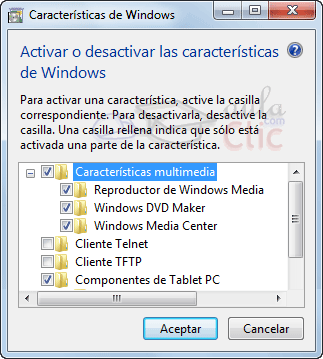 Características de Windows
Activar o desactivar las características
de Windows
Para activar una característica, active la casilla
correspondiente. Para desactivarla, desactive la
casilla. Una casilla rellena indica que sólo está
activada una parte de la característica.
aula
Clic
.com
Características multimedia
Reproductor de Windows Media
Windows DVD Maker
Windows Media Center
Cliente Telnet
Cliente TFTP
Componentes de Tablet PC
Aceptar
Cancelar